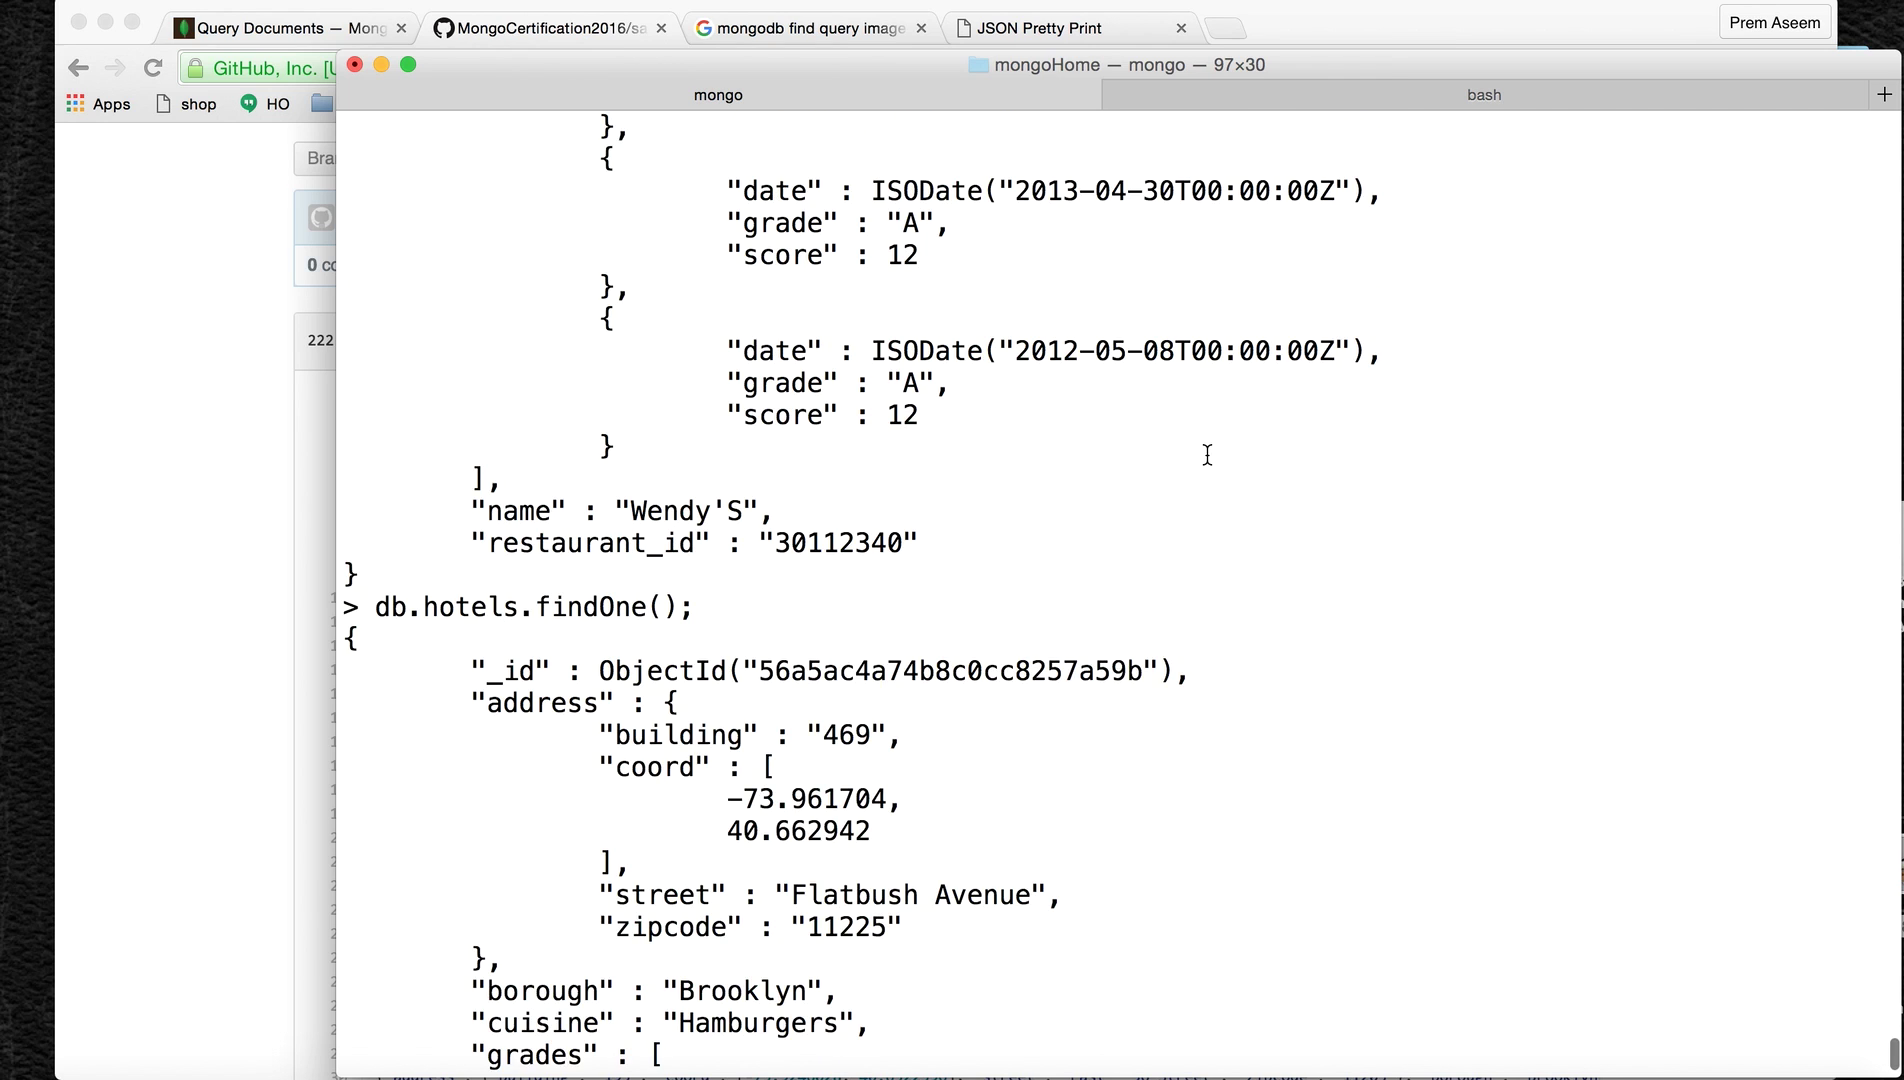 Query Documents — Mong
MongoCertification2016/sa
mongodb find query image
JSON Pretty Print
Prem Aseem
GitHub, Inc. [U
mongoHome — mongo — 97×30
Apps
shop
HO
mongo
bash
+
Bra
0 co
222
},
{
"date" : ISODate("2013-04-30T00:00:00Z"),
"grade" : "A",
"score" : 12
},
{
"date" : ISODate("2012-05-08T00:00:00Z"),
"grade" : "A",
"score" : 12
}
],
"name" : "Wendy'S",
"restaurant_id" : "30112340"
}
> db.hotels.findOne();
{
"_id" : ObjectId("56a5ac4a74b8c0cc8257a59b"),
"address" : {
"building" : "469",
"coord" : [
-73.961704,
40.662942
],
"street" : "Flatbush Avenue",
"zipcode" : "11225"
},
"borough" : "Brooklyn",
"cuisine" : "Hamburgers",
"grades" : [